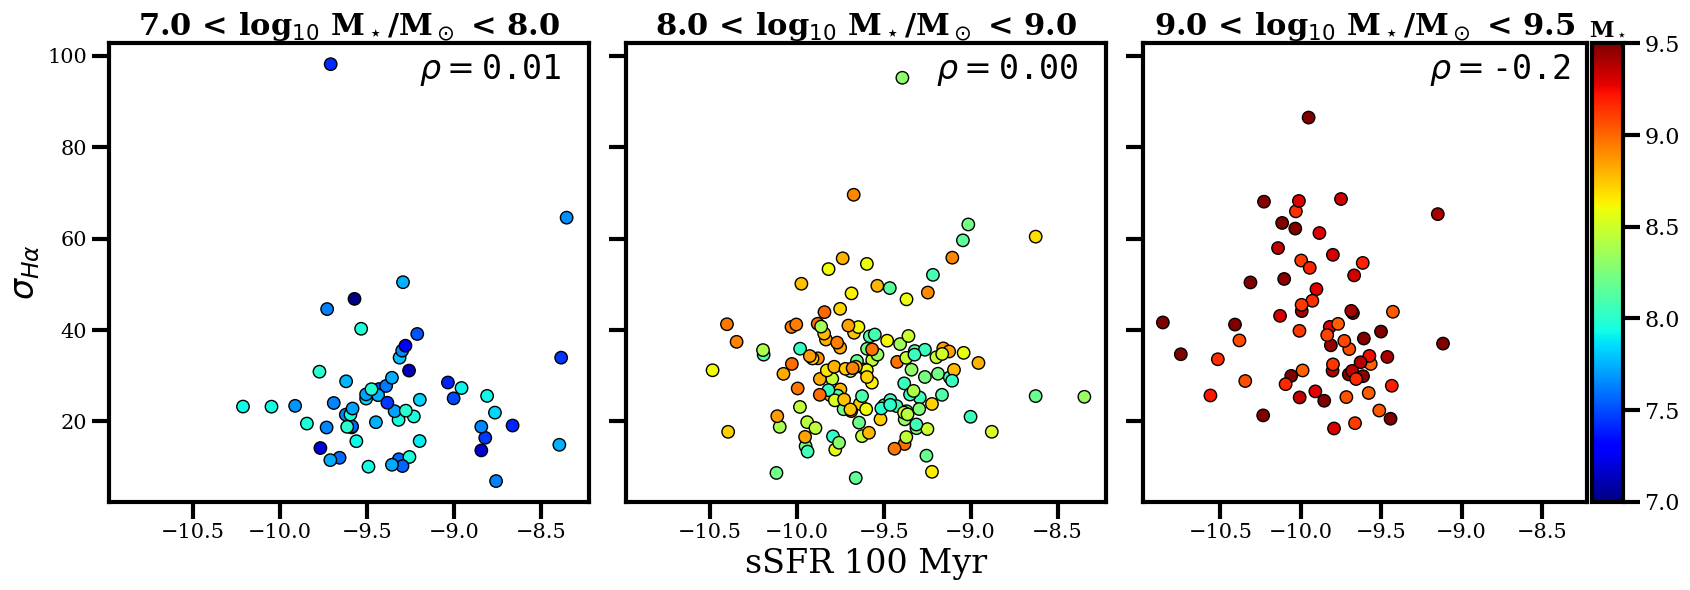 7.0 < log₁₀ M⋆/M⊙ < 8.0
8.0 < log₁₀ M⋆/M⊙ < 9.0
9.0 < log₁₀ M⋆/M⊙ < 9.5
M⋆
ρ = 0.01
ρ = 0.00
ρ = -0.2
σHα
100
80
60
40
20
−10.5 −10.0 −9.5 −9.0 −8.5
−10.5 −10.0 −9.5 −9.0 −8.5
−10.5 −10.0 −9.5 −9.0 −8.5
sSFR 100 Myr
9.5
9.0
8.5
8.0
7.5
7.0